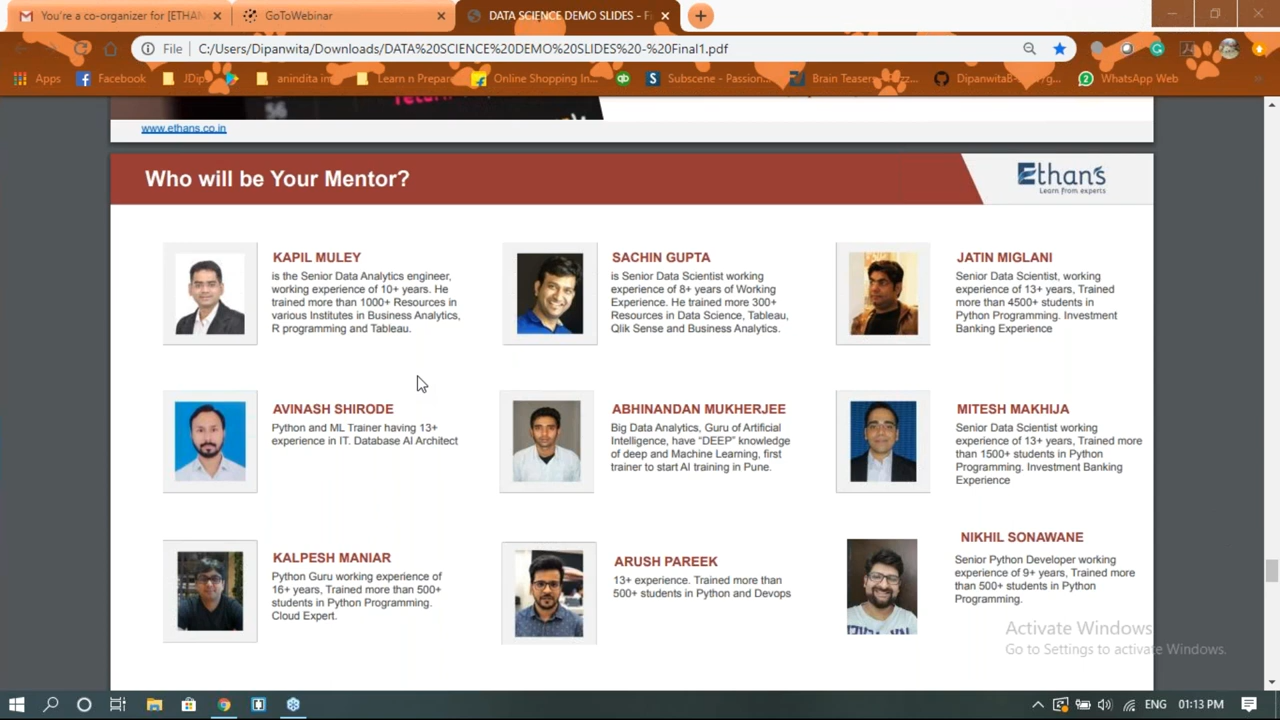 You're a co-organizer for [ETHAN
GoToWebinar
DATA SCIENCE DEMO SLIDES - F
File
C:/Users/Dipanwita/Downloads/DATA%20SCIENCE%20DEMO%20SLIDES%20-%20Final1.pdf
Apps
Facebook
JDips
anindita imp
Learn n Prepare
Online Shopping In...
Subscene - Passion...
Brain Teasers
DipanwitaB
WhatsApp Web
www.ethans.co.in
Who will be Your Mentor?
Ethan's
Learn from experts
KAPIL MULEY
is the Senior Data Analytics engineer,
working experience of 10+ years. He
trained more than 1000+ Resources in
various Institutes in Business Analytics,
R programming and Tableau.
SACHIN GUPTA
is Senior Data Scientist working
experience of 8+ years of Working
Experience. He trained more 300+
Resources in Data Science, Tableau,
Qlik Sense and Business Analytics.
JATIN MIGLANI
Senior Data Scientist, working
experience of 13+ years, Trained
more than 4500+ students in
Python Programming. Investment
Banking Experience
AVINASH SHIRODE
Python and ML Trainer having 13+
experience in IT. Database AI Architect
ABHINANDAN MUKHERJEE
Big Data Analytics, Guru of Artificial
Intelligence, have “DEEP” knowledge
of deep and Machine Learning, first
trainer to start AI training in Pune.
MITESH MAKHIJA
Senior Data Scientist working
experience of 13+ years, Trained more
than 1500+ students in Python
Programming. Investment Banking
Experience
KALPESH MANIAR
Python Guru working experience of
16+ years, Trained more than 500+
students in Python Programming.
Cloud Expert.
ARUSH PAREEK
13+ experience. Trained more than
500+ students in Python and Devops
NIKHIL SONAWANE
Senior Python Developer working
experience of 9+ years, Trained more
than 500+ students in Python
Programming.
Activate Windows
Go to Settings to activate Windows.
ENG
01:13 PM